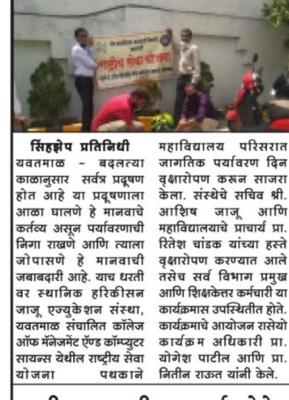 राष्ट्रीय सेवा योजना
सिंहझेप प्रतिनिधी
यवतमाळ – बदलत्या
काळानुसार सर्वत्र प्रदूषण
होत आहे या प्रदूषणाला
आळा घालणे हे मानवाचे
कर्तव्य असून पर्यावरणाची
निगा राखणे आणि त्याला
जोपासणे हे मानवाची
जबाबदारी आहे. याच धरती
वर स्थानिक हरिकीसन
जाजू एज्युकेशन संस्था,
यवतमाळ संचालित कॉलेज
ऑफ मॅनेजमेंट ऍण्ड कॉम्प्युटर
सायन्स येथील राष्ट्रीय सेवा
योजना पथकाने
महाविद्यालय परिसरात
जागतिक पर्यावरण दिन
वृक्षारोपण करून साजरा
केला. संस्थेचे सचिव श्री.
आशिष जाजू आणि
महाविद्यालयाचे प्राचार्य प्रा.
रितेश चांडक यांच्या हस्ते
वृक्षारोपण करण्यात आले
तसेच सर्व विभाग प्रमुख
आणि शिक्षकेत्तर कर्मचारी या
कार्यक्रमास उपस्थितीत होते.
कार्यक्रमाचे आयोजन रासेयो
कार्यक्रम अधिकारी प्रा.
योगेश पाटील आणि प्रा.
नितीन राऊत यांनी केले.